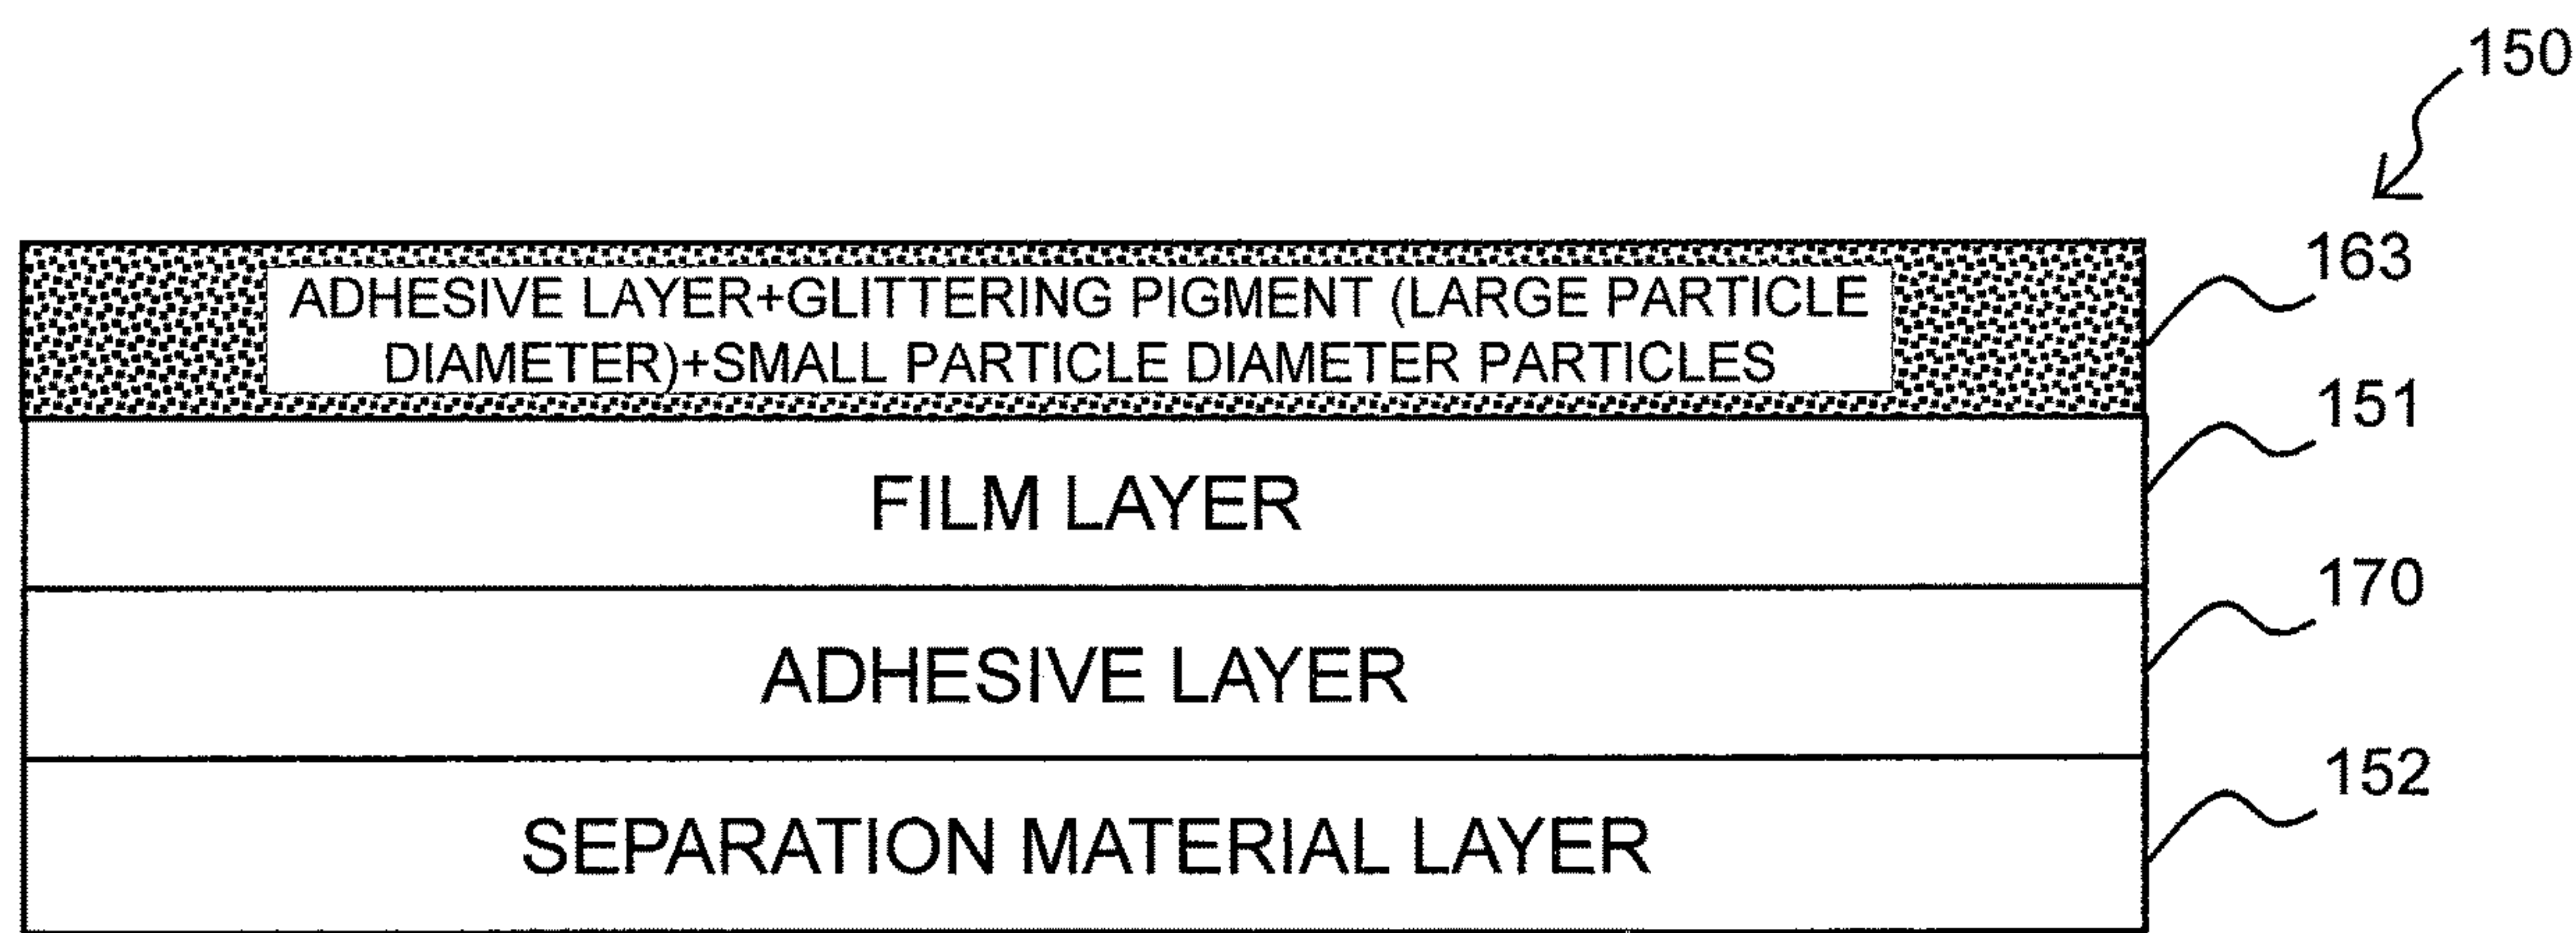 150
163
ADHESIVE LAYER+GLITTERING PIGMENT (LARGE PARTICLE
DIAMETER)+SMALL PARTICLE DIAMETER PARTICLES
151
FILM LAYER
170
ADHESIVE LAYER
152
SEPARATION MATERIAL LAYER